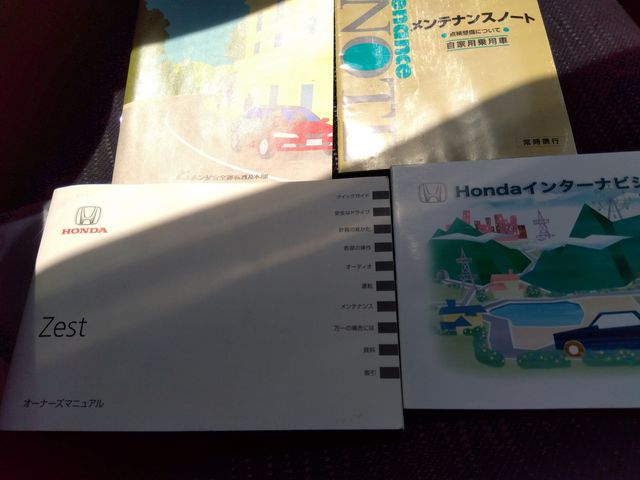 メンテナンスノート
点検整備について
自家用乗用車
NOTE
enance
常時携行
HONDA
Zest
オーナーズマニュアル
クイックガイド
安全なドライブ
計器の見かた
各部の操作
オーディオ
運転
メンテナンス
万一の場合には
資料
索引
Hondaインターナビ